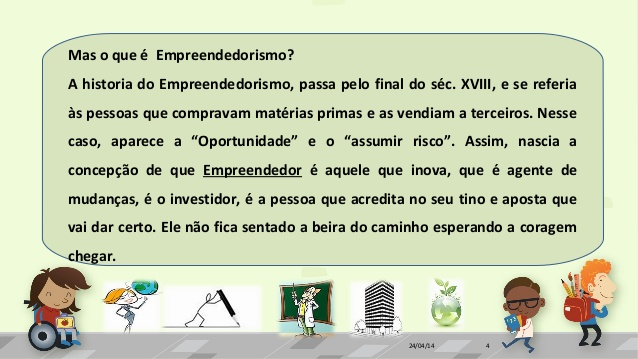 Mas o que é  Empreendedorismo?
A historia do Empreendedorismo, passa pelo final do séc. XVIII, e se referia
às pessoas que compravam matérias primas e as vendiam a terceiros. Nesse
caso, aparece a “Oportunidade” e o “assumir risco”. Assim, nascia a
concepção de que Empreendedor é aquele que inova, que é agente de
mudanças, é o investidor, é a pessoa que acredita no seu tino e aposta que
vai dar certo. Ele não fica sentado a beira do caminho esperando a coragem
chegar.
24/04/14 4